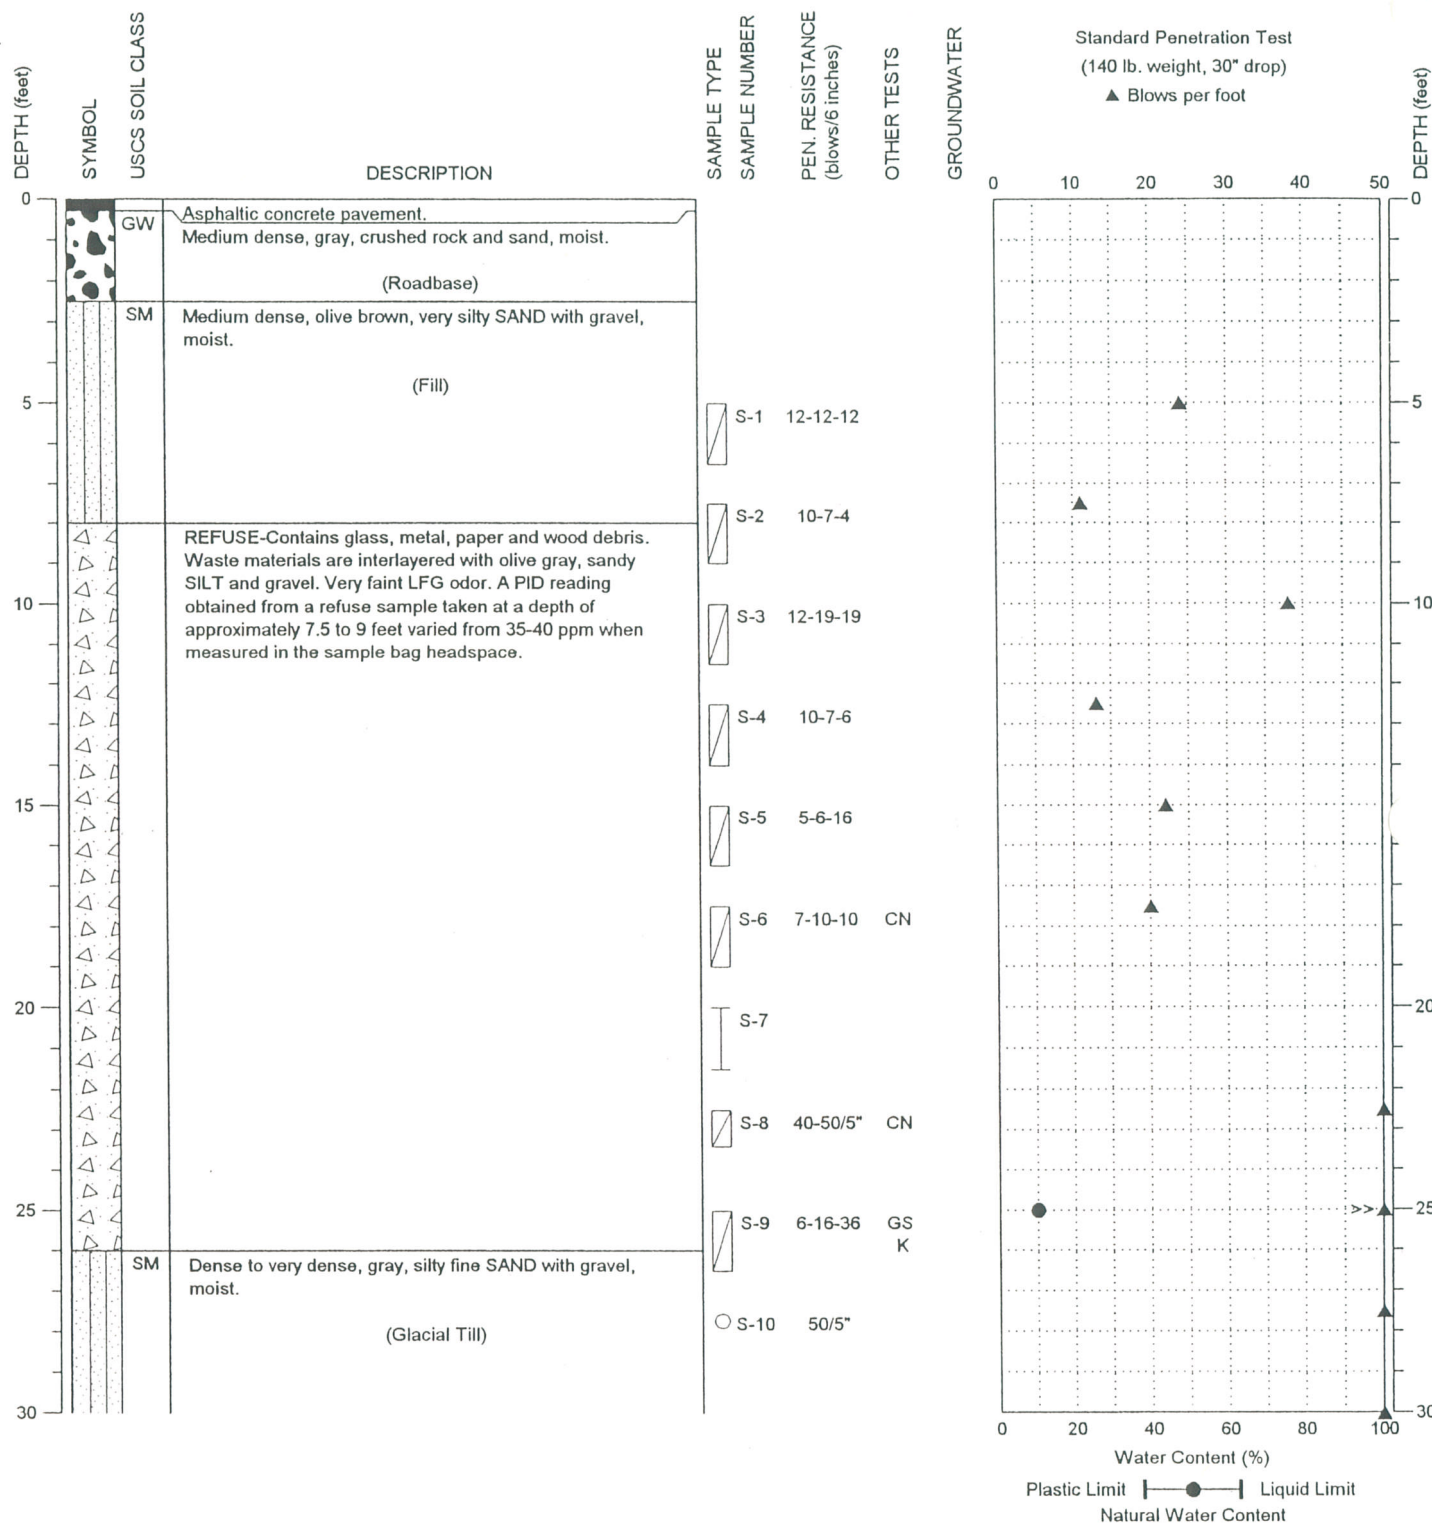 DEPTH (feet)
SYMBOL
USCS SOIL CLASS
DESCRIPTION
SAMPLE TYPE
SAMPLE NUMBER
PEN. RESISTANCE
(blows/6 inches)
OTHER TESTS
GROUNDWATER
Standard Penetration Test
(140 lb. weight, 30" drop)
▲ Blows per foot
DEPTH (feet)
0 10 20 30 40 50
0
GW
Asphaltic concrete pavement.
Medium dense, gray, crushed rock and sand, moist.
(Roadbase)
0
SM
Medium dense, olive brown, very silty SAND with gravel,
moist.
(Fill)
5
S-1 12-12-12
5
S-2 10-7-4
REFUSE-Contains glass, metal, paper and wood debris.
Waste materials are interlayered with olive gray, sandy
SILT and gravel. Very faint LFG odor. A PID reading
obtained from a refuse sample taken at a depth of
approximately 7.5 to 9 feet varied from 35-40 ppm when
measured in the sample bag headspace.
10
S-3 12-19-19
10
S-4 10-7-6
15
S-5 5-6-16
15
S-6 7-10-10 CN
20
S-7
20
S-8 40-50/5" CN
25
S-9 6-16-36 GS
K
>>
25
SM
Dense to very dense, gray, silty fine SAND with gravel,
moist.
(Glacial Till)
S-10 50/5"
30
30
0 20 40 60 80 100
Water Content (%)
Plastic Limit Liquid Limit
Natural Water Content